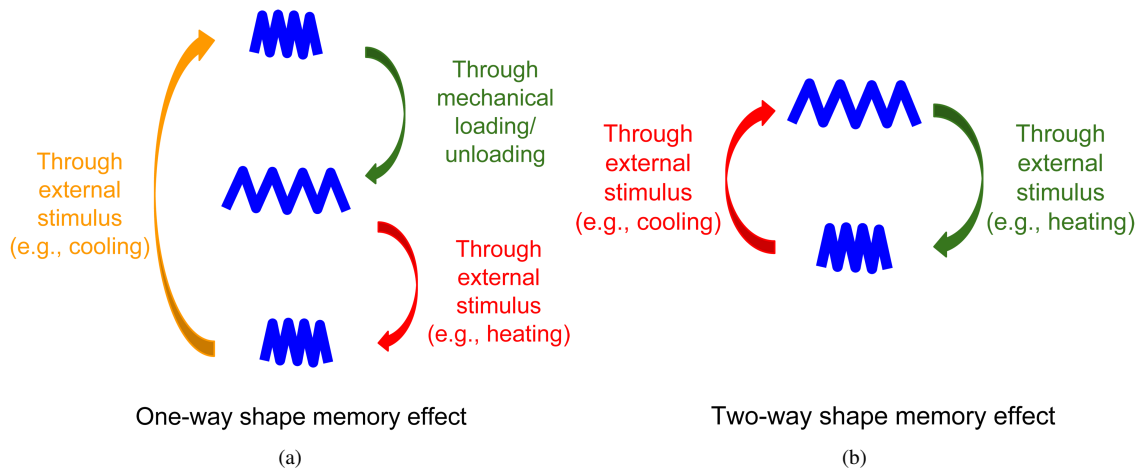 Through
mechanical
loading/
unloading
Through
external
stimulus
(e.g., cooling)
Through
external
stimulus
(e.g., heating)
One-way shape memory effect
(a)
Through
external
stimulus
(e.g., cooling)
Through
external
stimulus
(e.g., heating)
Two-way shape memory effect
(b)